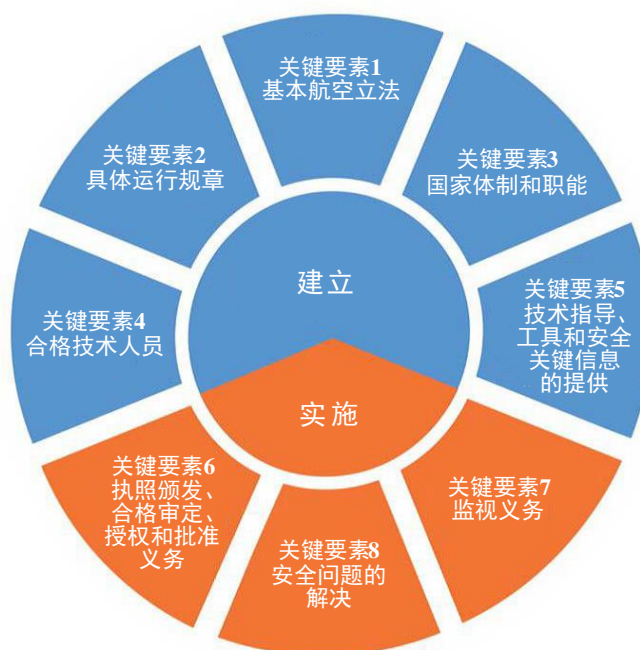 关键要素1
基本航空立法
关键要素2
具体运行规章
关键要素3
国家体制和职能
关键要素4
合格技术人员
关键要素5
技术指导、
工具和安全
关键信息
的提供
建立
实施
关键要素6
执照颁发、
合格审定、
授权和批准
义务
关键要素7
监视义务
关键要素8
安全问题的
解决